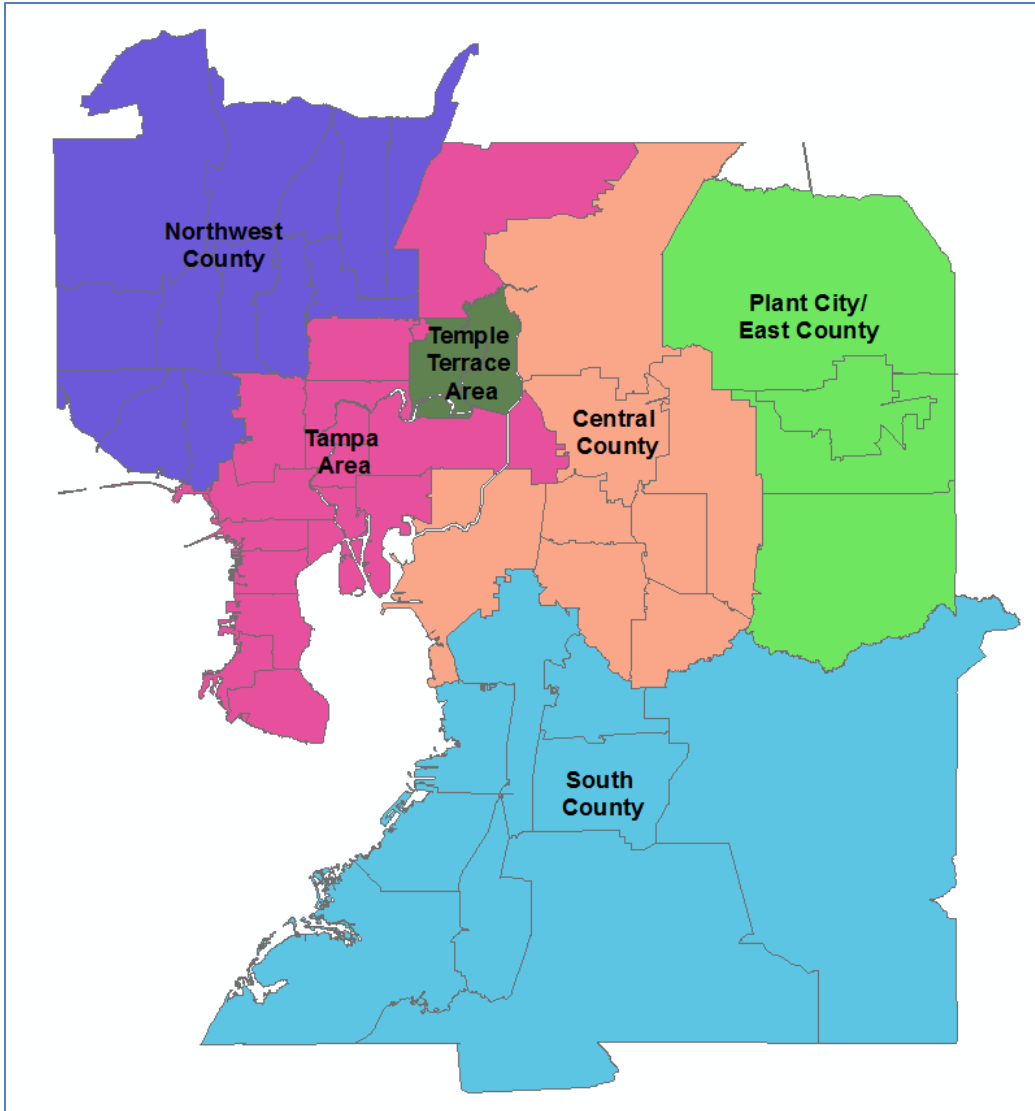 Northwest
County
Plant City/
East County
Temple
Terrace
Area
Central
County
Tampa
Area
South
County